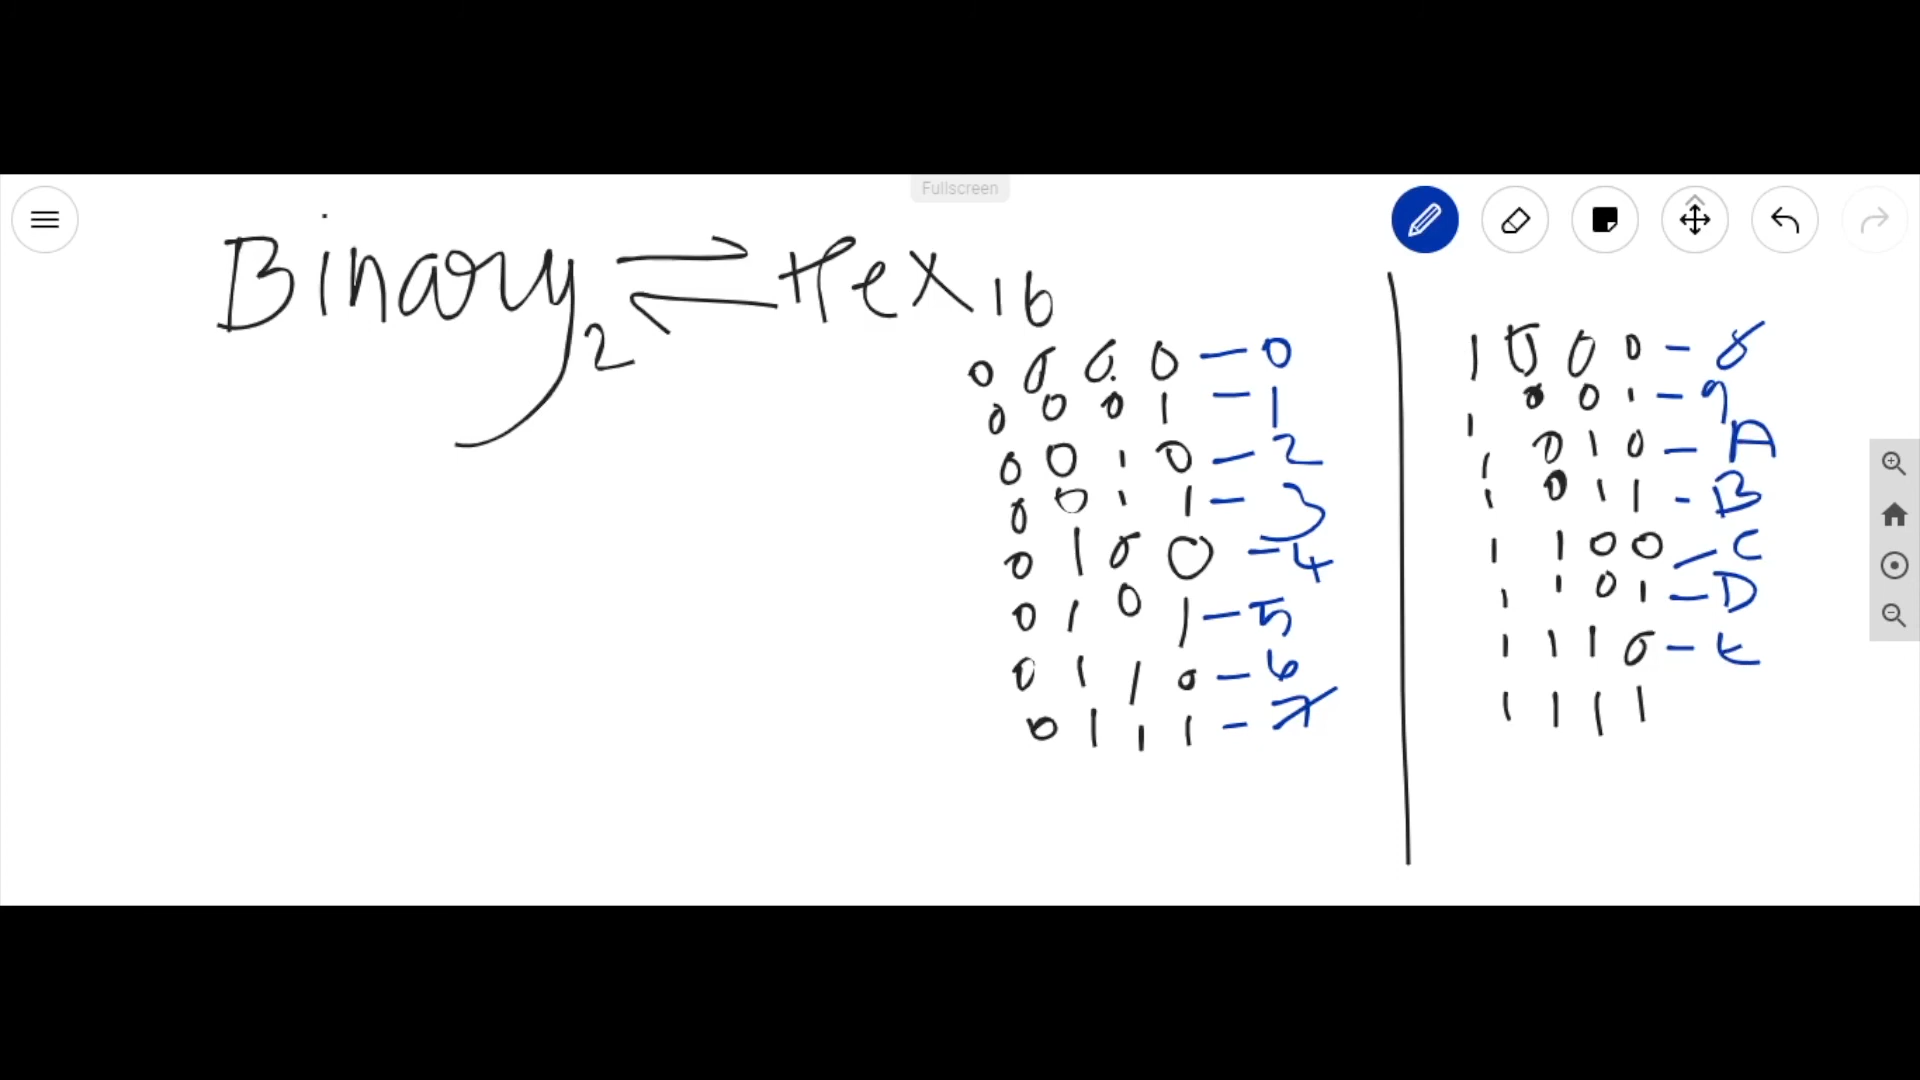 Fullscreen
Binary2 ⇌ Hex16
0 0 0 0 - 0
0 0 0 1 - 1
0 0 1 0 - 2
0 0 1 1 - 3
0 1 0 0 - 4
0 1 0 1 - 5
0 1 1 0 - 6
0 1 1 1 - 7
1 0 0 0 - 8
1 0 0 1 - 9
1 0 1 0 - A
1 0 1 1 - B
1 1 0 0 - C
1 1 0 1 - D
1 1 1 0 - E
1 1 1 1